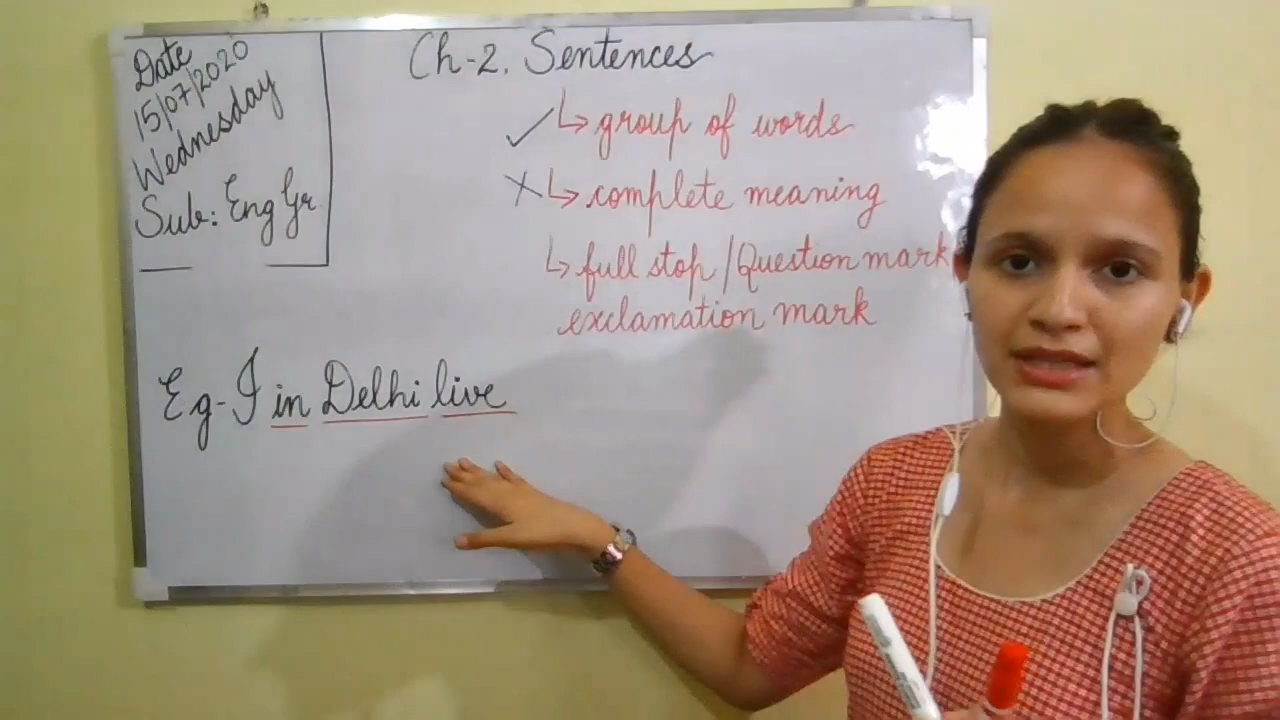 Date
15/07/2020
Wednesday
Sub: Eng Gr.
Ch-2. Sentences
✓ ↳ group of words
✗ ↳ complete meaning
↳ full stop / Question mark
exclamation mark
Eg- I in Delhi live